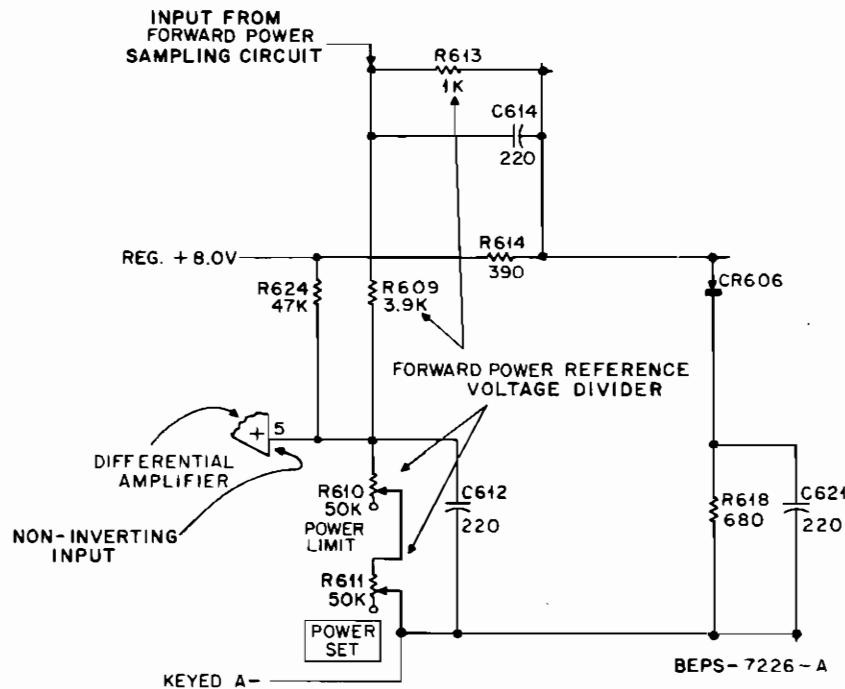 INPUT FROM
FORWARD POWER
SAMPLING CIRCUIT
R613
1K
C614
220
REG. +8.0V
R614
390
R624
47K
R609
3.9K
CR606
FORWARD POWER REFERENCE
VOLTAGE DIVIDER
+ 5
DIFFERENTIAL
AMPLIFIER
NON-INVERTING
INPUT
R610
50K
POWER
LIMIT
C612
220
R618
680
C621
220
R611
50K
POWER
SET
KEYED A-
BEPS-7226-A